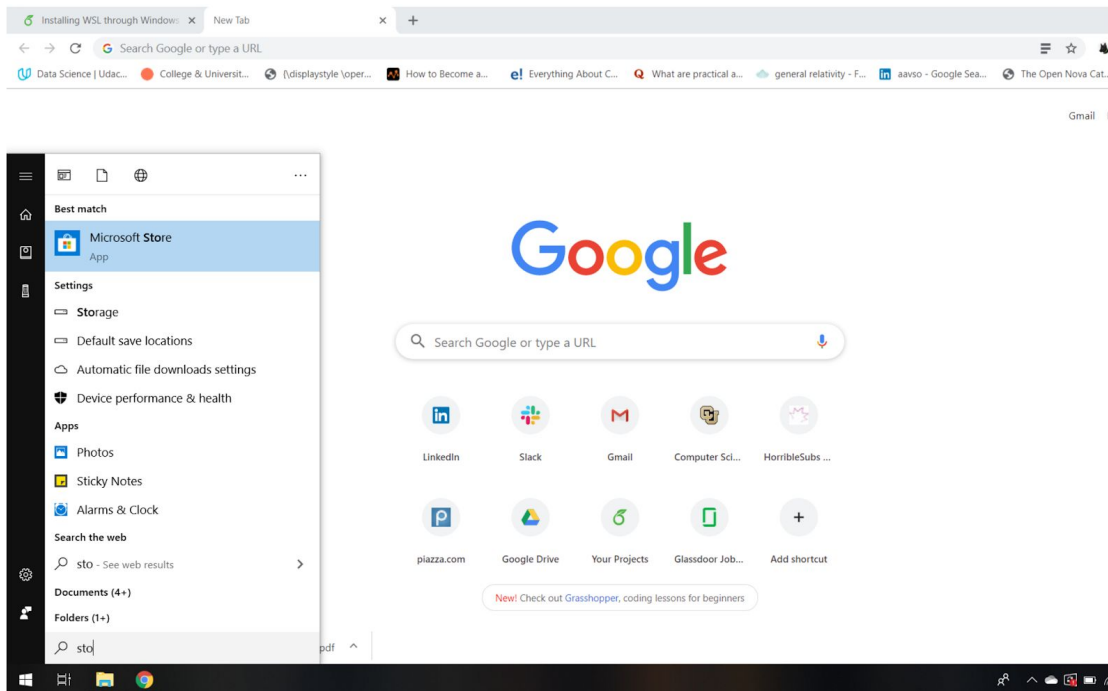 Installing WSL through Windows
New Tab
Search Google or type a URL
Data Science | Udac...
College & Universit...
{\displaystyle \oper...
How to Become a...
Everything About C...
What are practical a...
general relativity - F...
aavso - Google Sea...
The Open Nova Cat...
Gmail
Best match
Microsoft Store
App
Settings
Storage
Default save locations
Automatic file downloads settings
Device performance & health
Apps
Photos
Sticky Notes
Alarms & Clock
Search the web
sto - See web results
Documents (4+)
Folders (1+)
sto
Google
Search Google or type a URL
LinkedIn
Slack
Gmail
Computer Sci...
HorribleSubs ...
piazza.com
Google Drive
Your Projects
Glassdoor Job...
Add shortcut
New! Check out Grasshopper, coding lessons for beginners
pdf